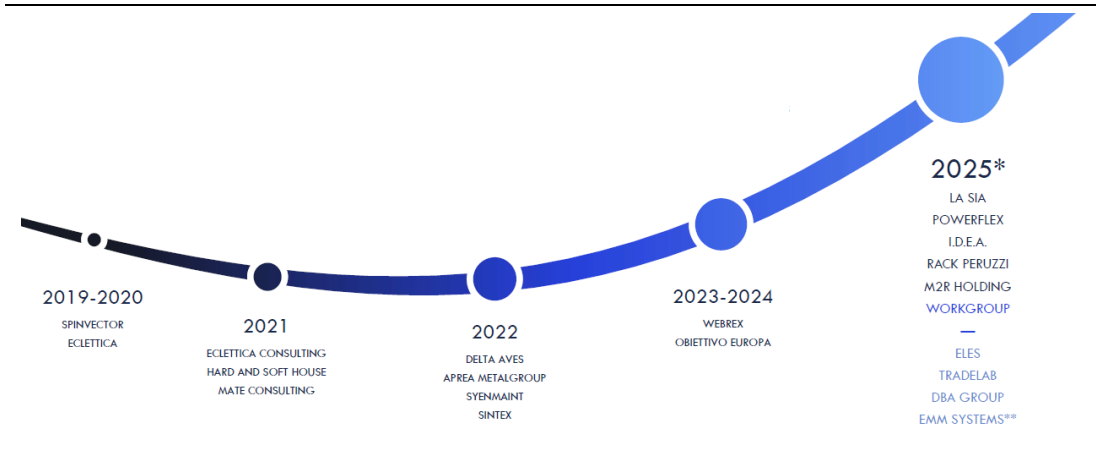 2019-2020
SPINVECTOR
ECLETTICA
2021
ECLETTICA CONSULTING
HARD AND SOFT HOUSE
MATE CONSULTING
2022
DELTA AVES
APREA METALGROUP
SYENMAINT
SINTEX
2023-2024
WEBREX
OBIETTIVO EUROPA
2025*
LA SIA
POWERFLEX
I.D.E.A.
RACK PERUZZI
M2R HOLDING
WORKGROUP
ELES
TRADELAB
DBA GROUP
EMM SYSTEMS**